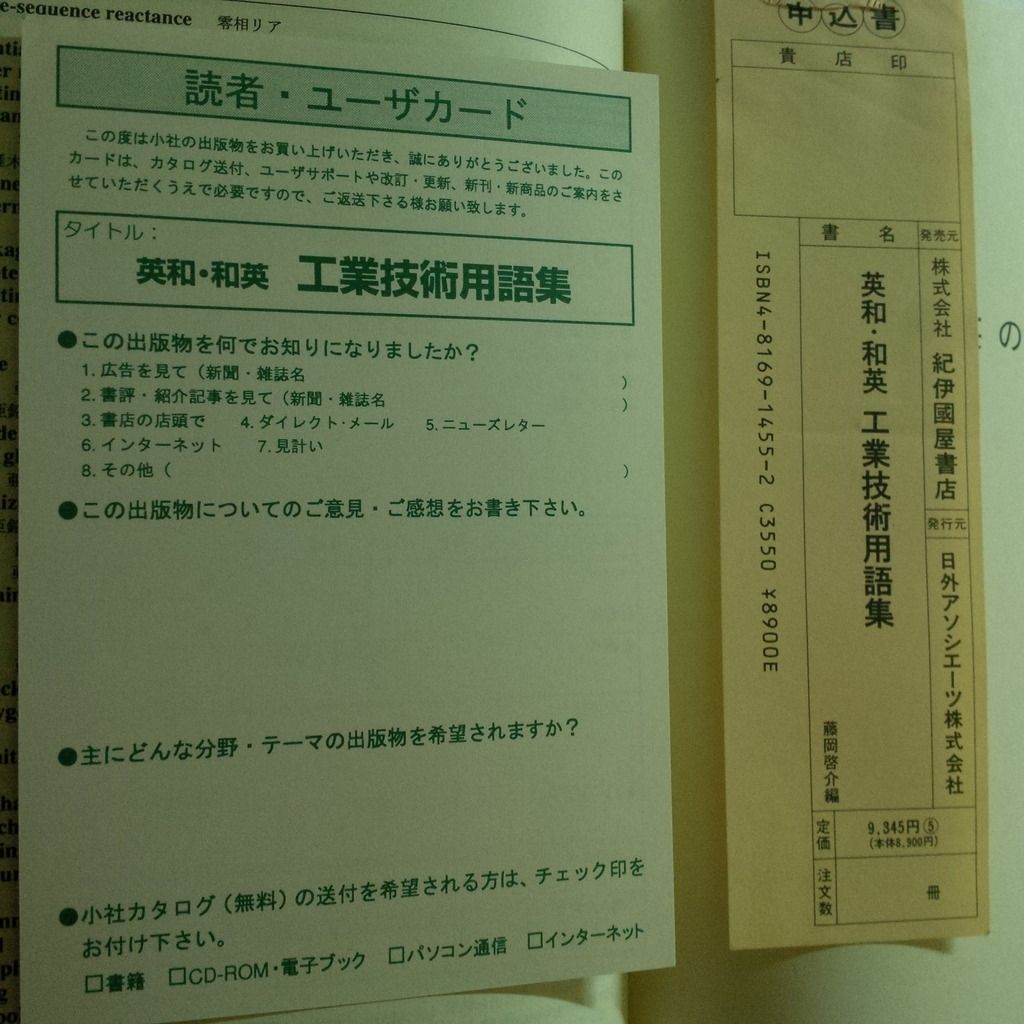 e-sequence reactance 零相リア
読者・ユーザカード
この度は小社の出版物をお買い上げいただき、誠にありがとうございました。この
カードは、カタログ送付、ユーザサポートや改訂・更新、新刊・新商品のご案内をさ
せていただくうえで必要ですので、ご返送下さる様お願い致します。
タイトル：
英和・和英 工業技術用語集
●この出版物を何でお知りになりましたか？
1. 広告を見て（新聞・雑誌名 ）
2. 書評・紹介記事を見て（新聞・雑誌名 ）
3. 書店の店頭で 4. ダイレクト・メール 5. ニューズレター
6. インターネット 7. 見計い
8. その他（ ）
●この出版物についてのご意見・ご感想をお書き下さい。
●主にどんな分野・テーマの出版物を希望されますか？
●小社カタログ（無料）の送付を希望される方は、チェック印を
お付け下さい。
□書籍 □CD-ROM・電子ブック □パソコン通信 □インターネット
申込書
貴店印
発売元
株式会社 紀伊國屋書店
発行元
日外アソシエーツ株式会社
書名
英和・和英 工業技術用語集
藤岡啓介編
定価
9,345円⑤
（本体8,900円）
注文数
冊
ISBN4-8169-1455-2 C3550 ¥8900E
の